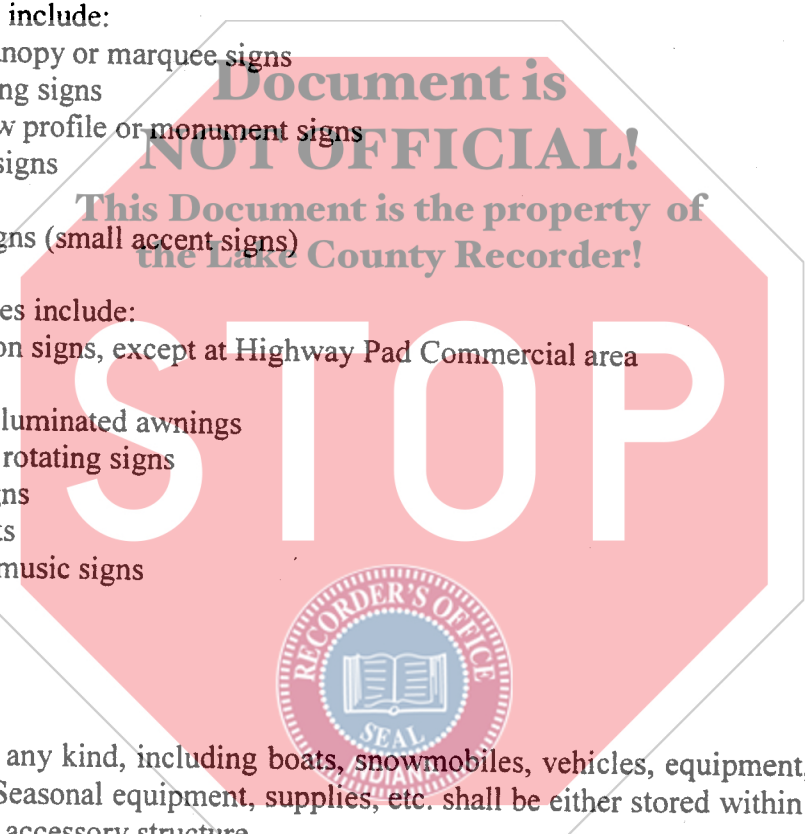 include:
nopy or marquee signs
Document is
ng signs
w profile or monument signs
NOT OFFICIAL!
signs
This Document is the property of
gns (small accent signs)
the Lake County Recorder!
es include:
on signs, except at Highway Pad Commercial area
STOP
luminated awnings
rotating signs
gns
ts
music signs
RECORDER'S OFFICE
SEAL
INDIANA
any kind, including boats, snowmobiles, vehicles, equipment,
Seasonal equipment, supplies, etc. shall be either stored within
accessory structure